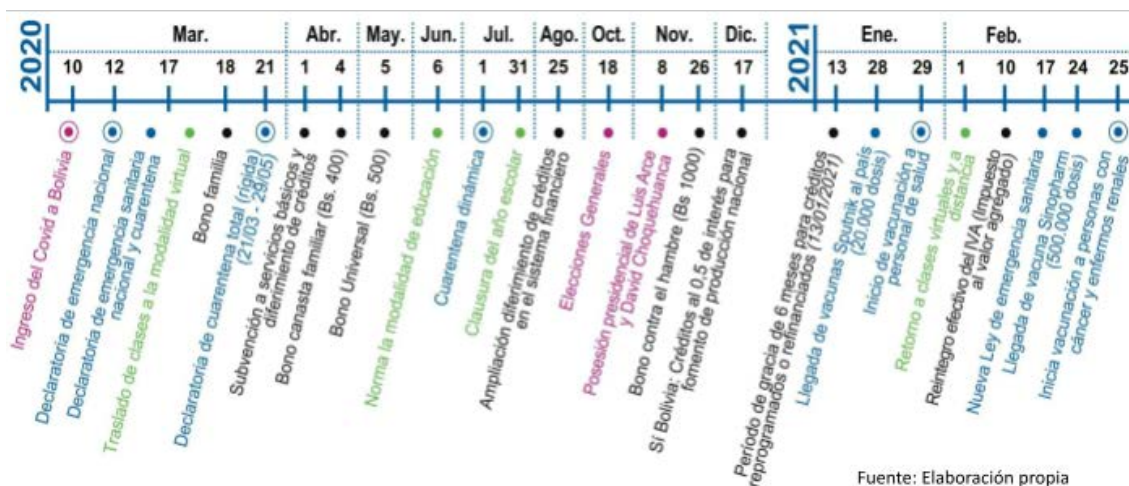 2020
Mar.
Abr.
May.
Jun.
Jul.
Ago.
Oct.
Nov.
Dic.
2021
Ene.
Feb.
10
12
17
18
21
1
4
5
6
1
31
25
18
8
26
17
13
28
29
1
10
17
24
25
Ingreso del Covid a Bolivia
Declaratoria de emergencia nacional
Declaratoria de emergencia sanitaria
nacional y cuarentena
Traslado de clases a la modalidad virtual
Bono familia
Declaratoria de cuarentena total (rígida)
(21/03 - 29/05)
Subvención a servicios básicos y
diferimento de créditos
Bono canasta familiar (Bs. 400)
Bono Universal (Bs. 500)
Norma la modalidad de educación
Cuarentena dinámica
Clausura del año escolar
Ampliación diferimiento de créditos
en el sistema financiero
Elecciones Generales
Posesión presidencial de Luis Arce
y David Choquehuanca
Bono contra el hambre (Bs 1000)
Sí Bolivia: Créditos al 0,5 de interés para
fomento de producción nacional
Período de gracia de 6 meses para créditos
reprogramados o refinanciados (13/01/2021)
Llegada de vacunas Sputnik al país
(20.000 dosis)
Inicio de vacunación a
personal de salud
Retorno a clases virtuales y a
distancia
Reintegro efectivo del IVA (Impuesto
al valor agregado)
Nueva Ley de emergencia sanitaria
Llegada de vacuna Sinopharm
(500.000 dosis)
Inicia vacunación a personas con
cáncer y enfermos renales
Fuente: Elaboración propia